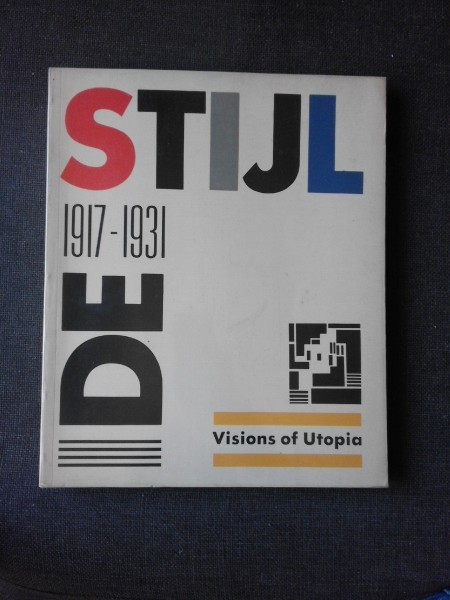 STIJL
1917-1931
DE
Visions of Utopia